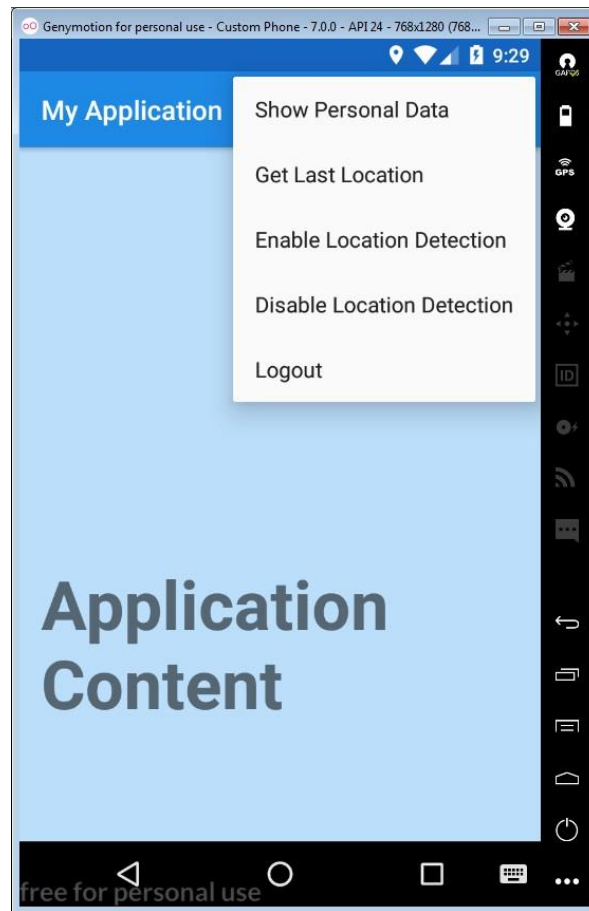 Genymotion for personal use - Custom Phone - 7.0.0 - API 24 - 768x1280 (768...
9:29
GAPPS
My Application
Show Personal Data
Get Last Location
GPS
Enable Location Detection
Disable Location Detection
Logout
ID
Application
Content
free for personal use